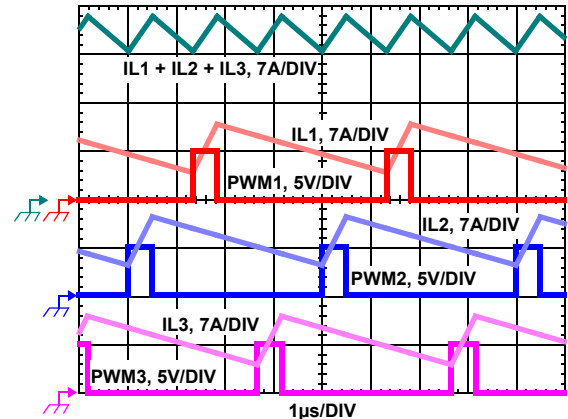 IL1 + IL2 + IL3, 7A/DIV
IL1, 7A/DIV
PWM1, 5V/DIV
IL2, 7A/DIV
PWM2, 5V/DIV
IL3, 7A/DIV
PWM3, 5V/DIV
1µs/DIV